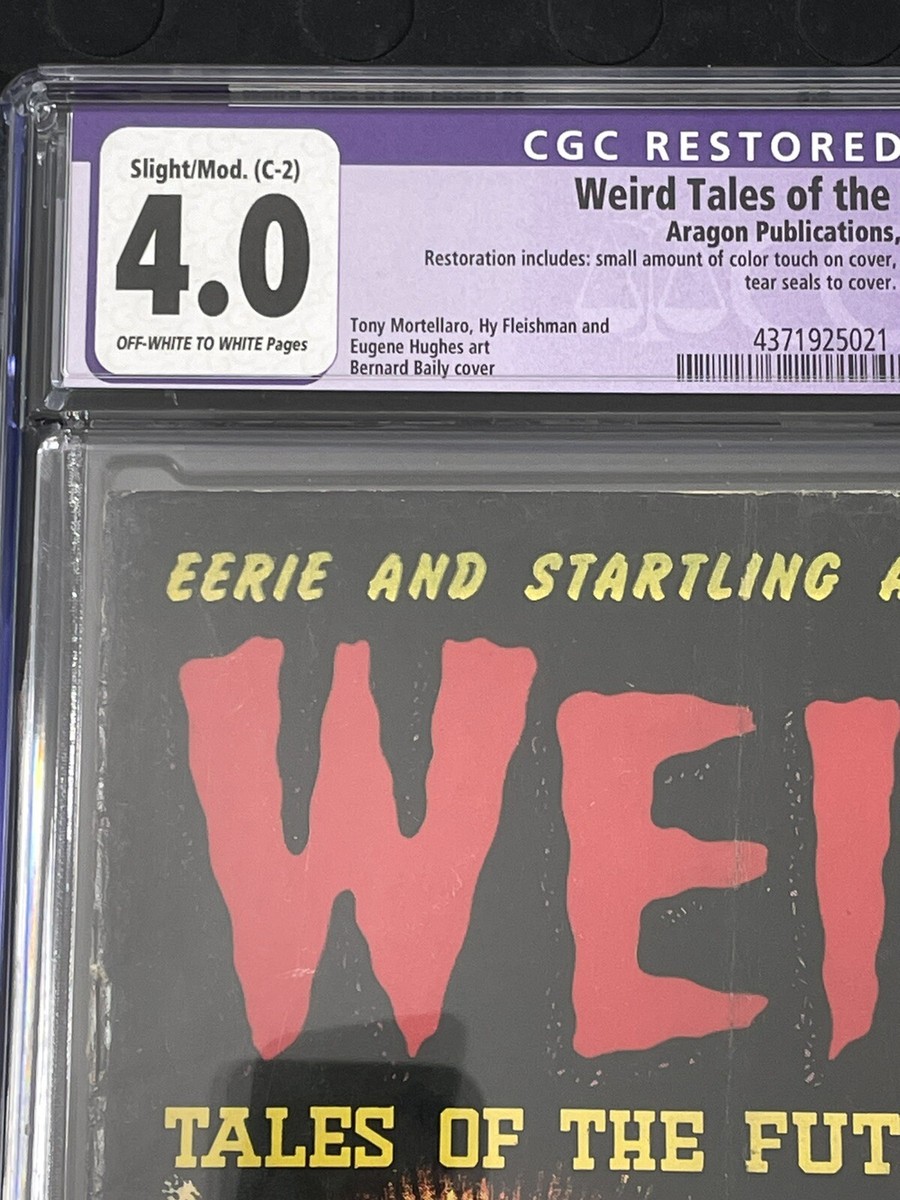 CGC RESTORED
Slight/Mod. (C-2)
4.0
OFF-WHITE TO WHITE Pages
Weird Tales of the
Aragon Publications,
Restoration includes: small amount of color touch on cover,
tear seals to cover.
Tony Mortellaro, Hy Fleishman and
Eugene Hughes art
Bernard Baily cover
4371925021
EERIE AND STARTLING A
WEI
TALES OF THE FUT